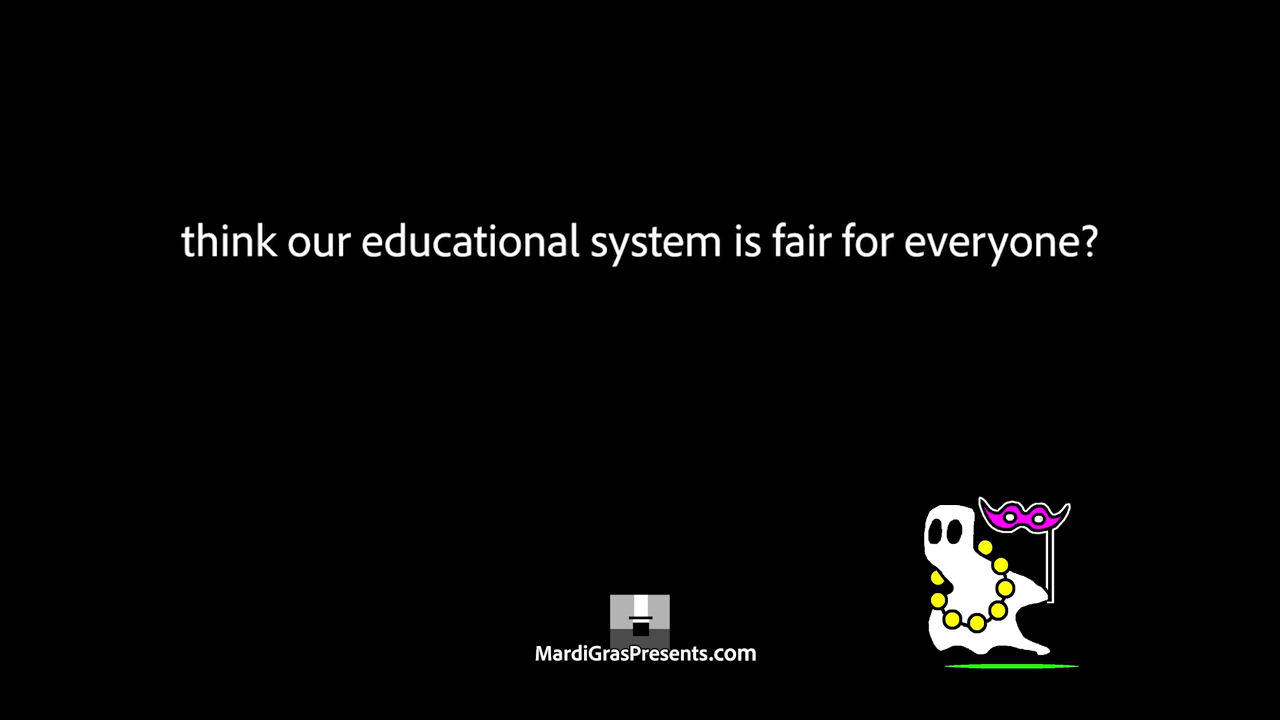 think our educational system is fair for everyone?
MardiGrasPresents.com